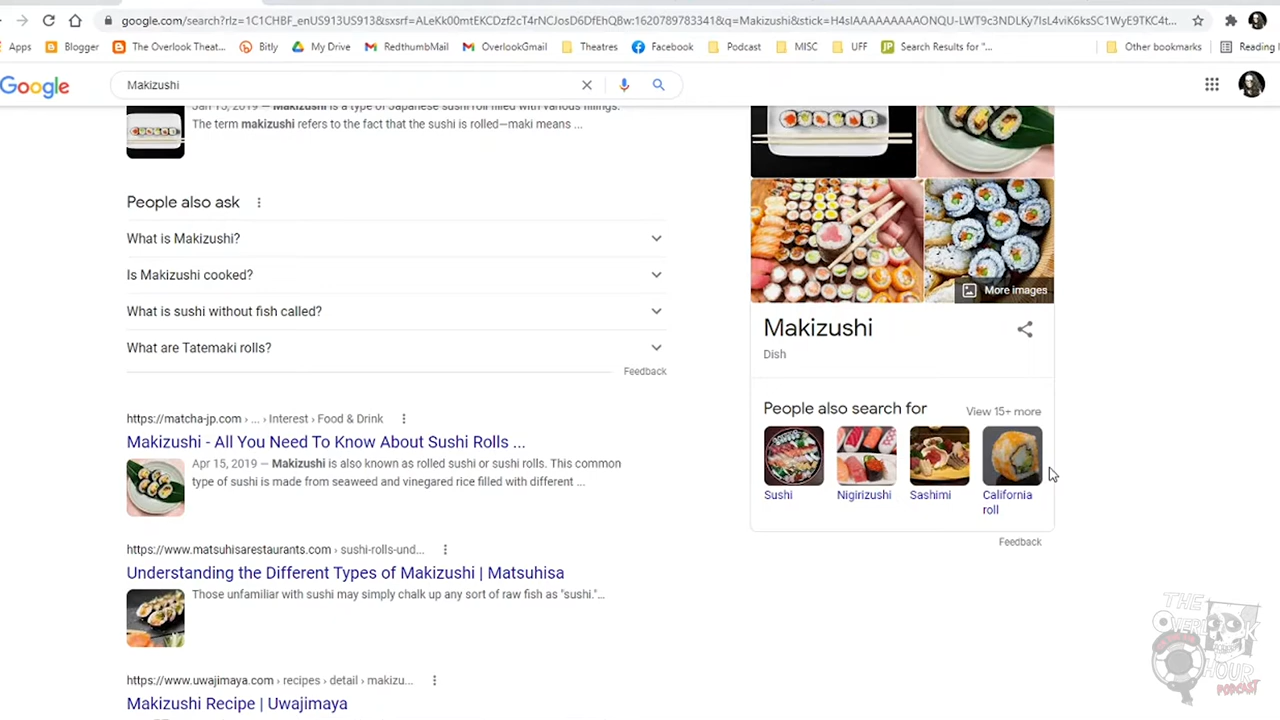 google.com/search?rlz=1C1CHBF_enUS913US913&sxsrf=ALeKk00mtEKCDzf2cT4rNCJosD6DfEhQBw:1620789783341&q=Makizushi&stick=H4sIAAAAAAAAAONQU-LWT9c3NDLKy7IsL4viK6ksSC1WyE9TKC4t...
Apps Blogger The Overlook Theat... Bitly My Drive RedthumbMail OverlookGmail Theatres Facebook Podcast MISC UFF Search Results for "... Other bookmarks Reading
Google Makizushi
Jan 15, 2019 — Makizushi is a type of Japanese sushi roll filled with various fillings.
The term makizushi refers to the fact that the sushi is rolled—maki means ...
People also ask
What is Makizushi?
Is Makizushi cooked?
What is sushi without fish called?
What are Tatemaki rolls?
Feedback
https://matcha-jp.com › ... › Interest › Food & Drink
Makizushi - All You Need To Know About Sushi Rolls ...
Apr 15, 2019 — Makizushi is also known as rolled sushi or sushi rolls. This common
type of sushi is made from seaweed and vinegared rice filled with different ...
https://www.matsuhisarestaurants.com › sushi-rolls-und...
Understanding the Different Types of Makizushi | Matsuhisa
Those unfamiliar with sushi may simply chalk up any sort of raw fish as "sushi."...
https://www.uwajimaya.com › recipes › detail › makizu...
Makizushi Recipe | Uwajimaya
More images
Makizushi
Dish
People also search for View 15+ more
Sushi Nigirizushi Sashimi California
roll
Feedback
THE
OVERLOOK
HOUR
PODCAST